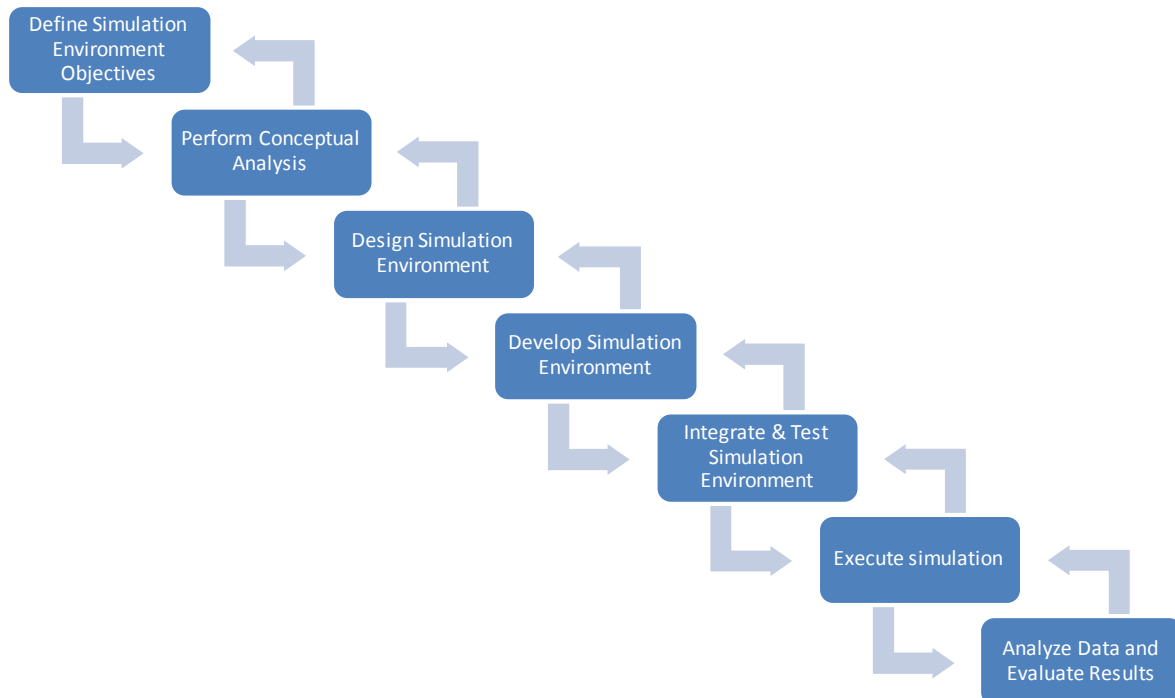 Define Simulation
Environment
Objectives
Perform Conceptual
Analysis
Design Simulation
Environment
Develop Simulation
Environment
Integrate & Test
Simulation
Environment
Execute simulation
Analyze Data and
Evaluate Results